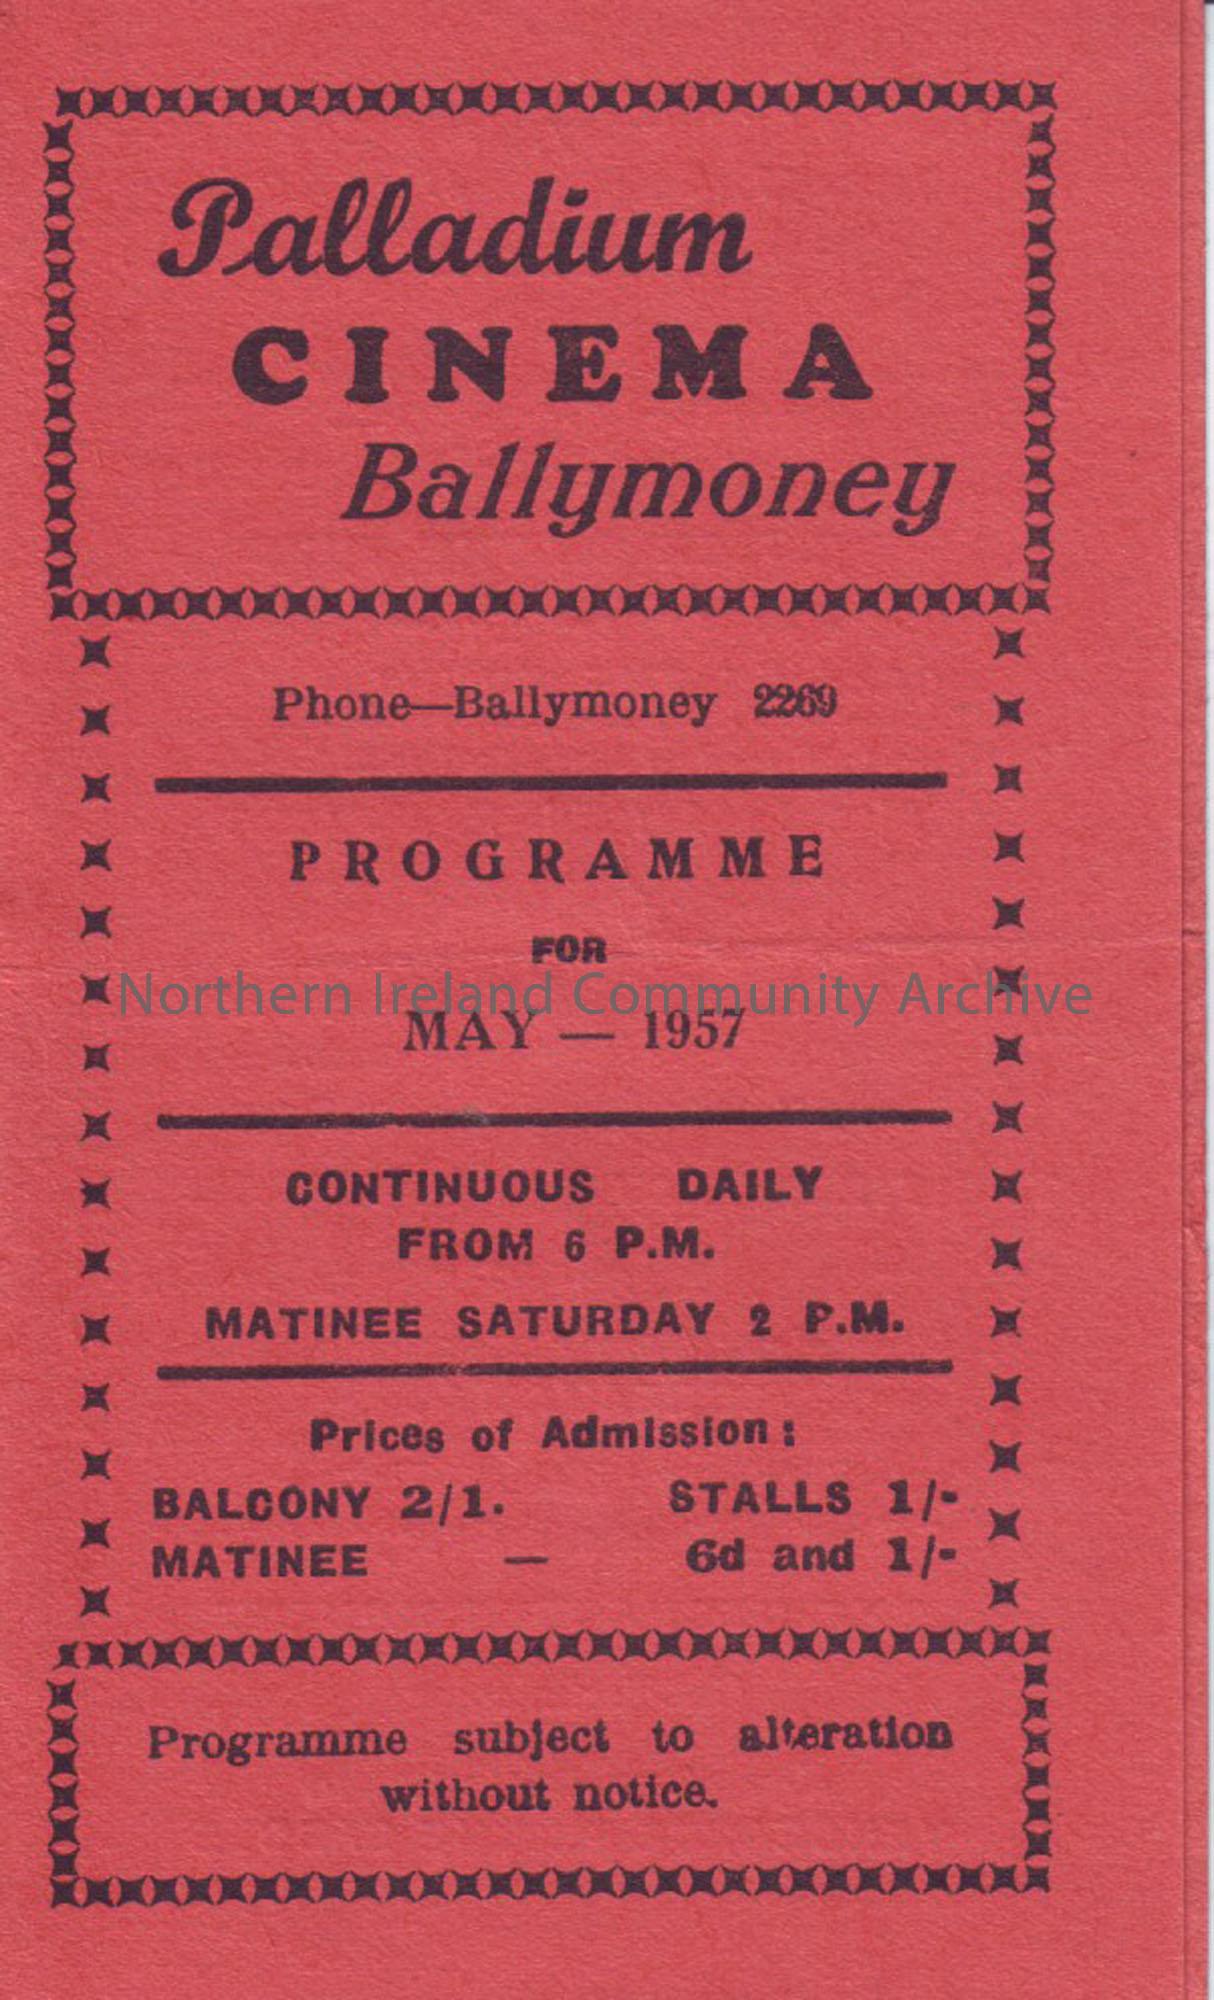 Palladium
CINEMA
Ballymoney
Phone—Ballymoney 2269
PROGRAMME
FOR
Northern Ireland Community Archive
MAY — 1957
CONTINUOUS DAILY
FROM 6 P.M.
MATINEE SATURDAY 2 P.M.
Prices of Admission :
BALCONY 2/1. STALLS 1/-
MATINEE — 6d and 1/-
Programme subject to alteration
without notice.